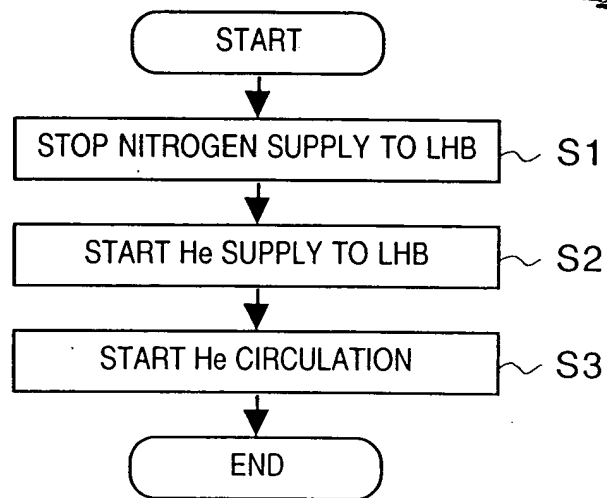 START
STOP NITROGEN SUPPLY TO LHB
S1
START He SUPPLY TO LHB
S2
START He CIRCULATION
S3
END